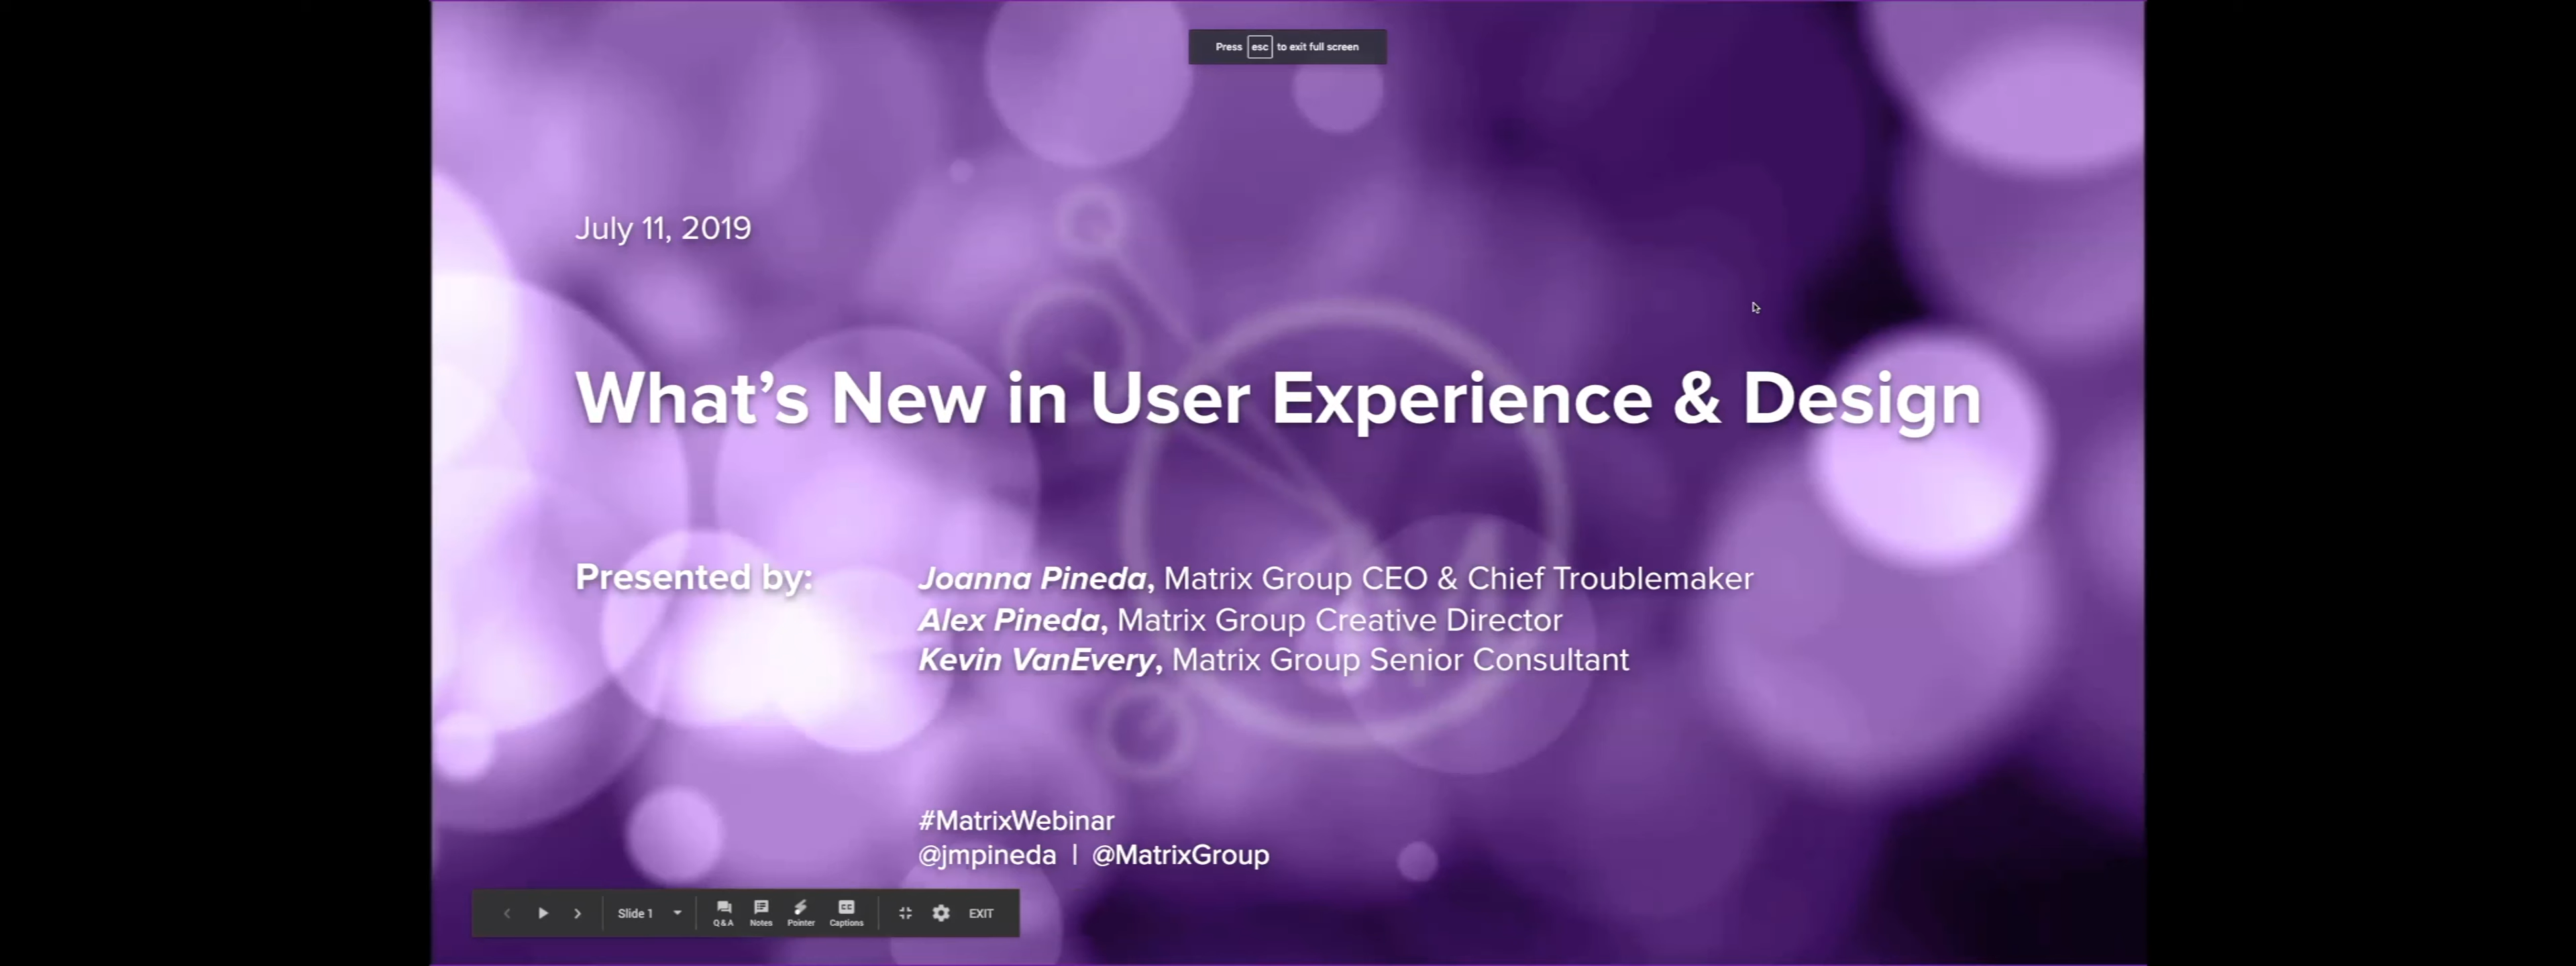 Press esc to exit full screen
July 11, 2019
What’s New in User Experience & Design
Presented by:
Joanna Pineda, Matrix Group CEO & Chief Troublemaker
Alex Pineda, Matrix Group Creative Director
Kevin VanEvery, Matrix Group Senior Consultant
#MatrixWebinar
@jmpineda | @MatrixGroup
Slide 1 Q&A Notes Pointer Captions EXIT